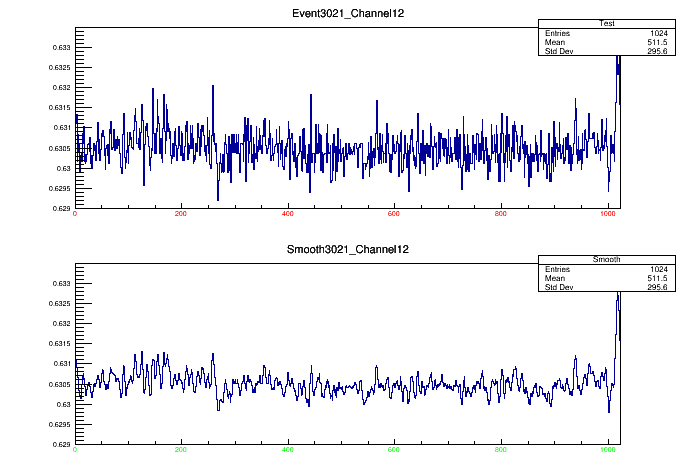 Event3021_Channel12
Test
Entries 1024
Mean 511.5
Std Dev 295.6
0.633
0.6325
0.632
0.6315
0.631
0.6305
0.63
0.6295
0.629
0 200 400 600 800 1000
Smooth3021_Channel12
Smooth
Entries 1024
Mean 511.5
Std Dev 295.6
0.633
0.6325
0.632
0.6315
0.631
0.6305
0.63
0.6295
0.629
0 200 400 600 800 1000